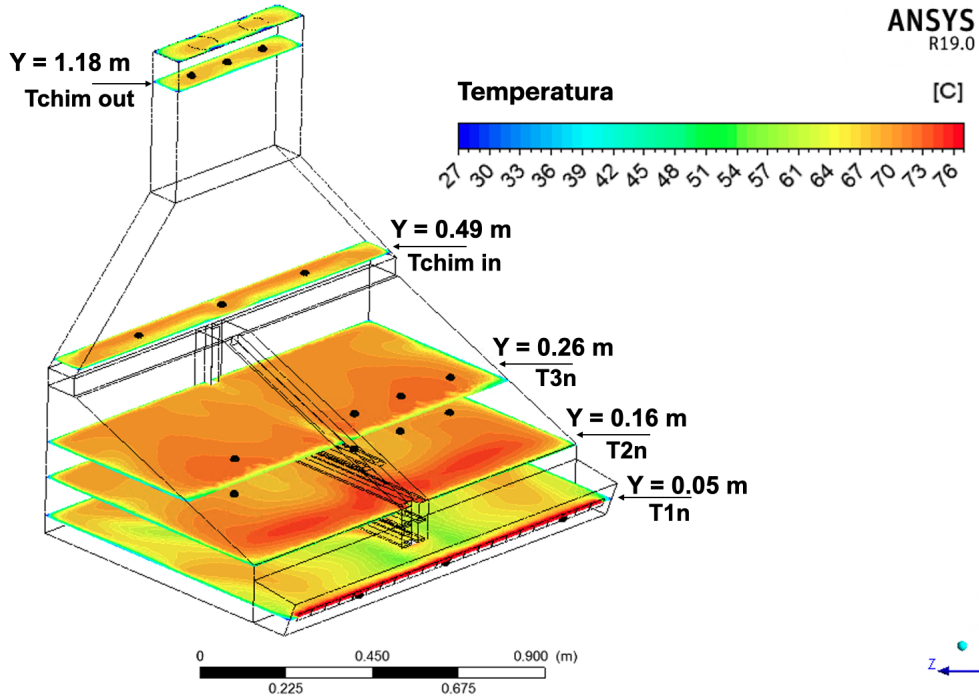 ANSYS
R19.0
Y = 1.18 m
Tchim out
Temperatura [C]
27 30 33 36 39 42 45 48 51 54 57 61 64 67 70 73 76
Y = 0.49 m
Tchim in
Y = 0.26 m
T3n
Y = 0.16 m
T2n
Y = 0.05 m
T1n
0 0.450 0.900 (m)
0.225 0.675
Z